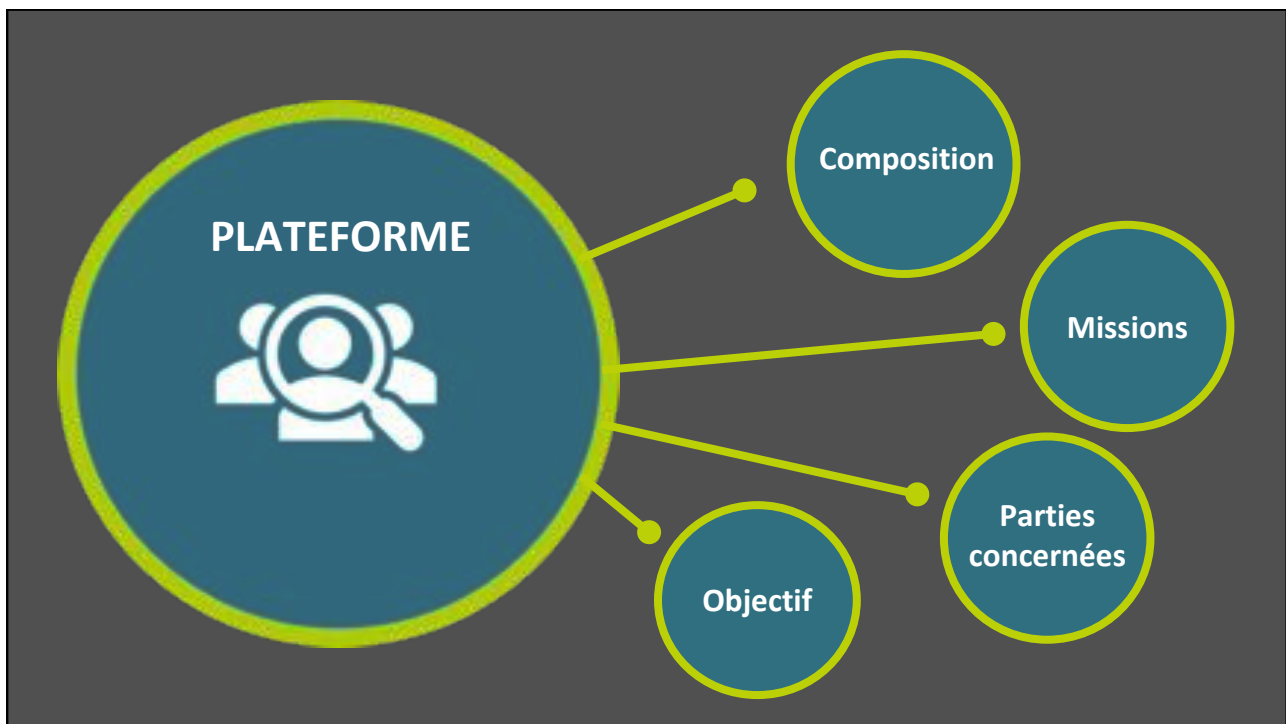 PLATEFORME
Composition
Missions
Parties
concernées
Objectif